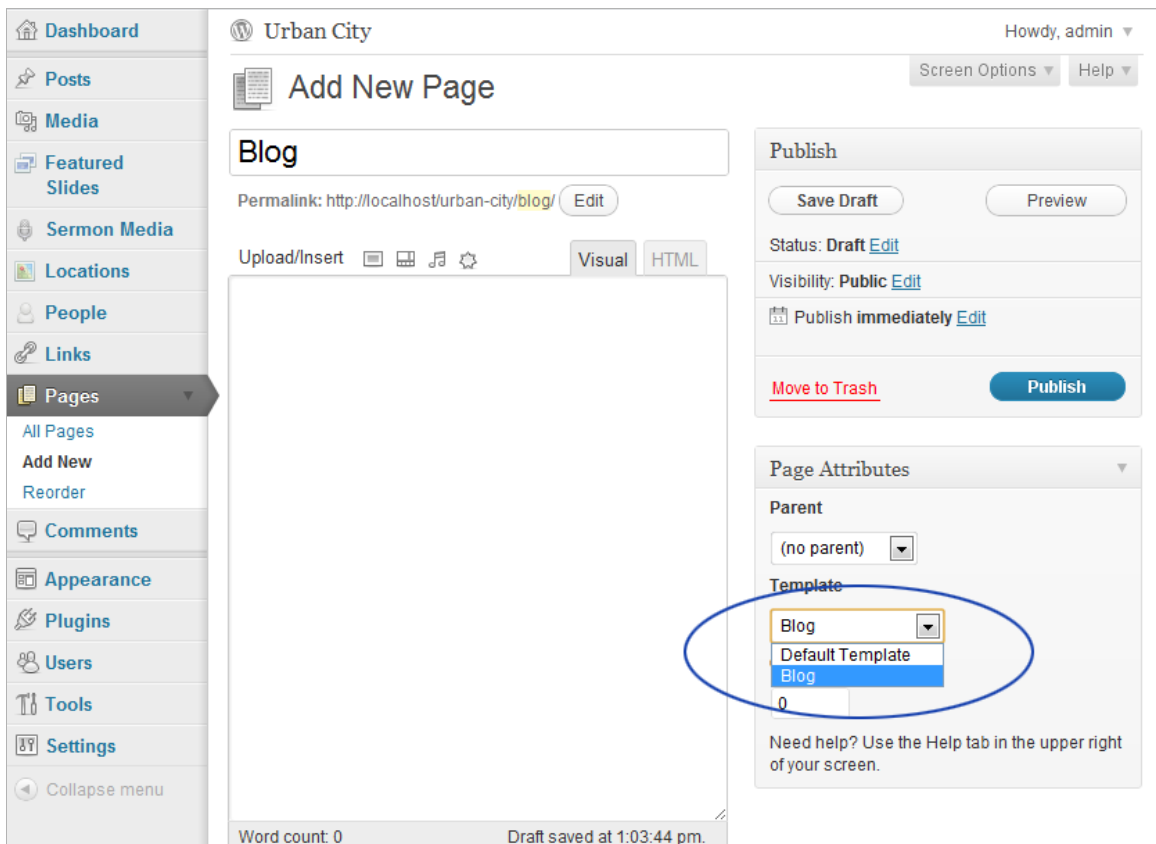 Dashboard
Posts
Media
Featured
Slides
Sermon Media
Locations
People
Links
Pages
All Pages
Add New
Reorder
Comments
Appearance
Plugins
Users
Tools
Settings
Collapse menu
Urban City
Howdy, admin
Screen Options
Help
Add New Page
Blog
Permalink: http://localhost/urban-city/blog/ Edit
Upload/Insert
Visual
HTML
Word count: 0
Draft saved at 1:03:44 pm.
Publish
Save Draft
Preview
Status: Draft Edit
Visibility: Public Edit
11
Publish immediately Edit
Move to Trash
Publish
Page Attributes
Parent
(no parent)
Template
Blog
Default Template
Blog
0
Need help? Use the Help tab in the upper right
of your screen.